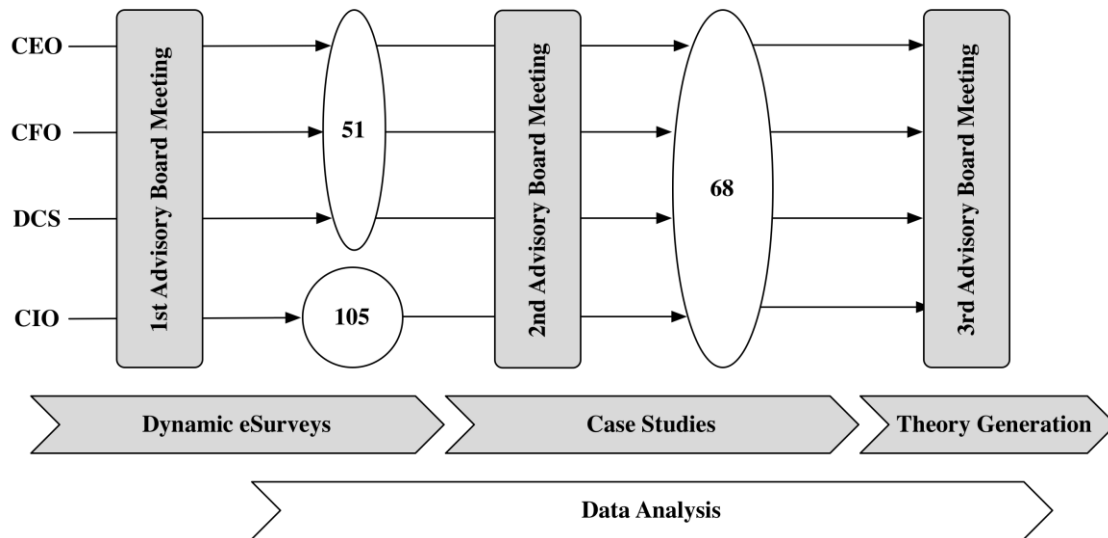 CEO
CFO
DCS
CIO
1st Advisory Board Meeting
51
105
2nd Advisory Board Meeting
68
3rd Advisory Board Meeting
Dynamic eSurveys
Case Studies
Theory Generation
Data Analysis